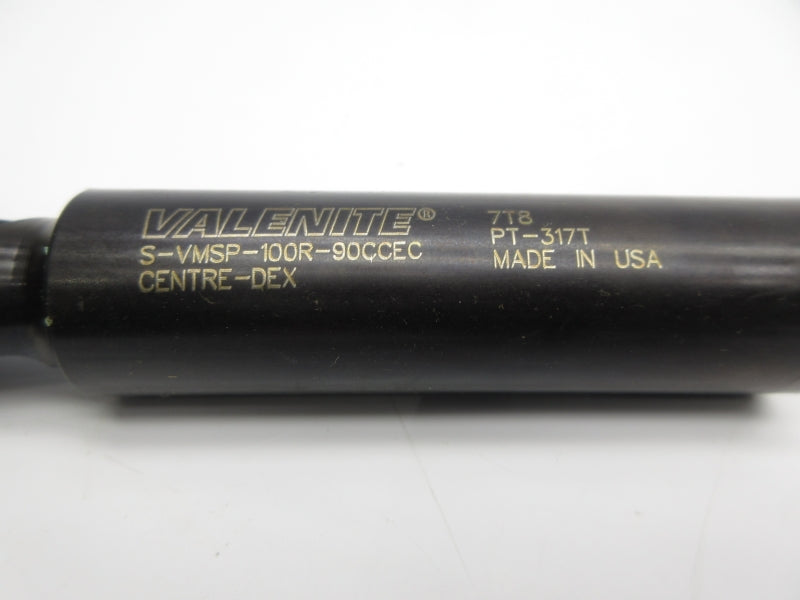 VALENITE®
S-VMSP-100R-90CCEC
CENTRE-DEX
7T8
PT-317T
MADE IN USA